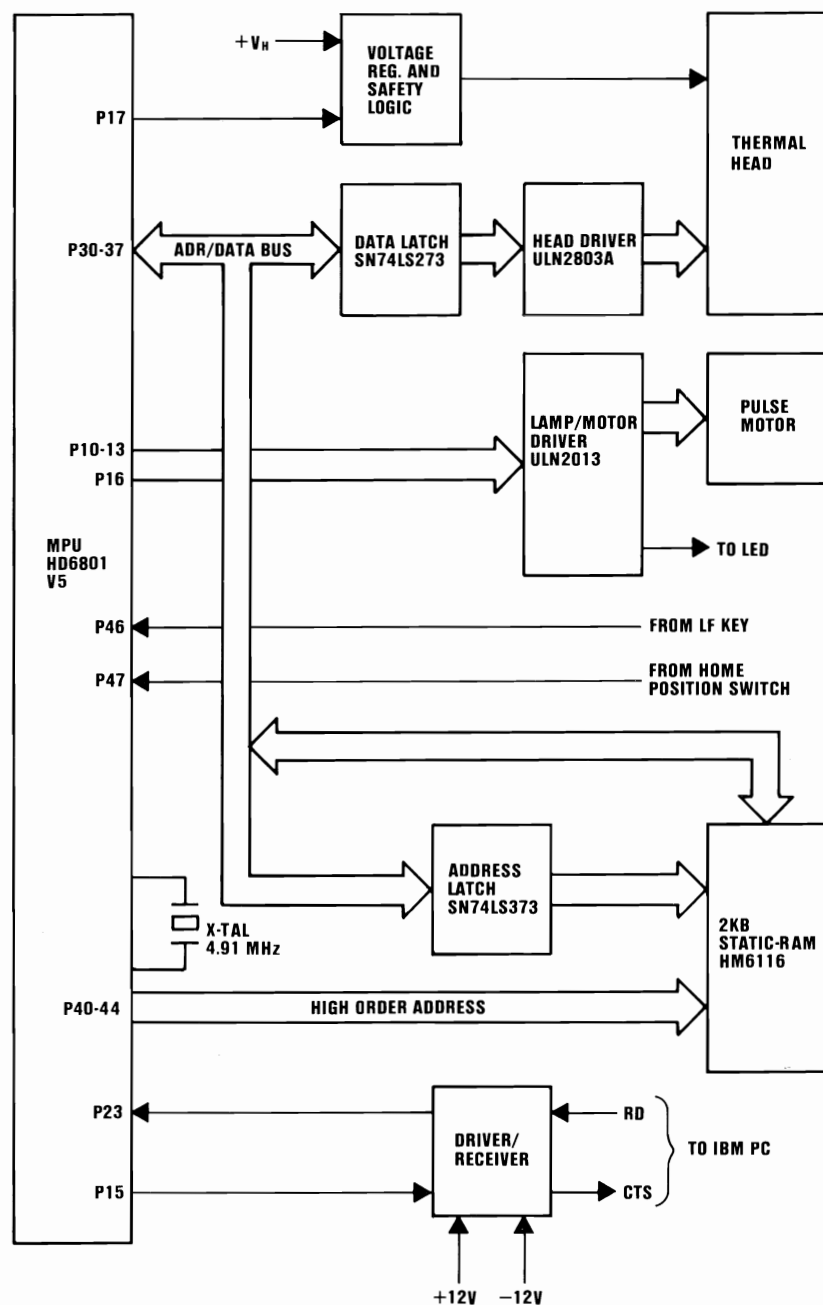 +VH
VOLTAGE
REG. AND
SAFETY
LOGIC
P17
THERMAL
HEAD
P30-37
ADR/DATA BUS
DATA LATCH
SN74LS273
HEAD DRIVER
ULN2803A
P10-13
P16
LAMP/MOTOR
DRIVER
ULN2013
PULSE
MOTOR
TO LED
MPU
HD6801
V5
P46
FROM LF KEY
P47
FROM HOME
POSITION SWITCH
X-TAL
4.91 MHz
ADDRESS
LATCH
SN74LS373
2KB
STATIC-RAM
HM6116
P40-44
HIGH ORDER ADDRESS
P23
DRIVER/
RECEIVER
RD
TO IBM PC
P15
CTS
+12V
−12V